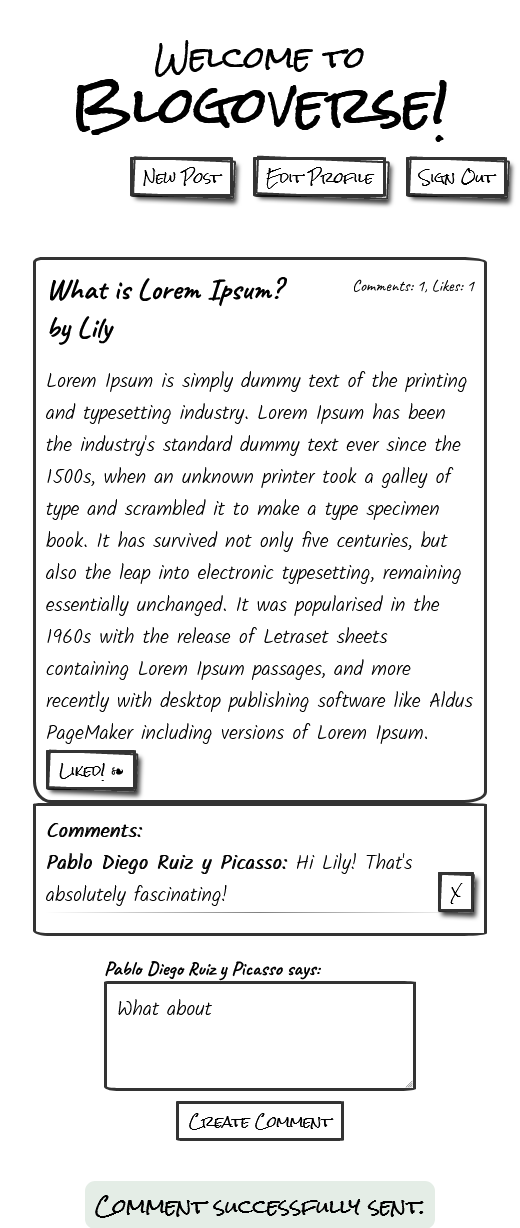 Welcome to
Blogoverse!
New Post Edit Profile Sign Out
What is Lorem Ipsum?
by Lily
Comments: 1, Likes: 1
Lorem Ipsum is simply dummy text of the printing
and typesetting industry. Lorem Ipsum has been
the industry's standard dummy text ever since the
1500s, when an unknown printer took a galley of
type and scrambled it to make a type specimen
book. It has survived not only five centuries, but
also the leap into electronic typesetting, remaining
essentially unchanged. It was popularised in the
1960s with the release of Letraset sheets
containing Lorem Ipsum passages, and more
recently with desktop publishing software like Aldus
PageMaker including versions of Lorem Ipsum.
Liked! ❧
Comments:
Pablo Diego Ruiz y Picasso: Hi Lily! That's
absolutely fascinating!
X
Pablo Diego Ruiz y Picasso says:
What about
Create Comment
Comment successfully sent.